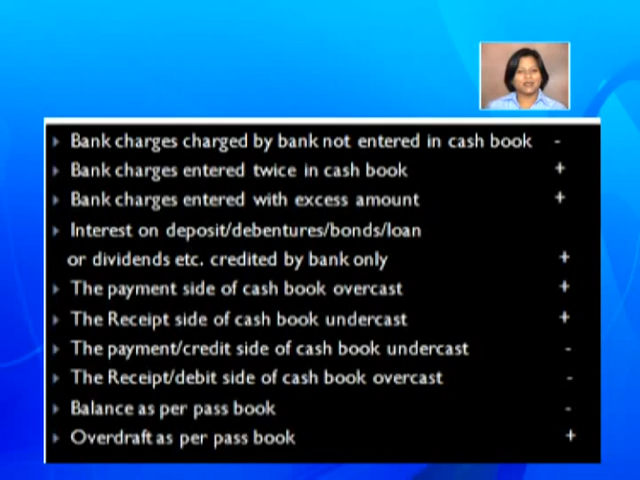 Bank charges charged by bank not entered in cash book -
Bank charges entered twice in cash book +
Bank charges entered with excess amount +
Interest on deposit/debentures/bonds/loan
or dividends etc. credited by bank only +
The payment side of cash book overcast +
The Receipt side of cash book undercast +
The payment/credit side of cash book undercast -
The Receipt/debit side of cash book overcast -
Balance as per pass book -
Overdraft as per pass book +